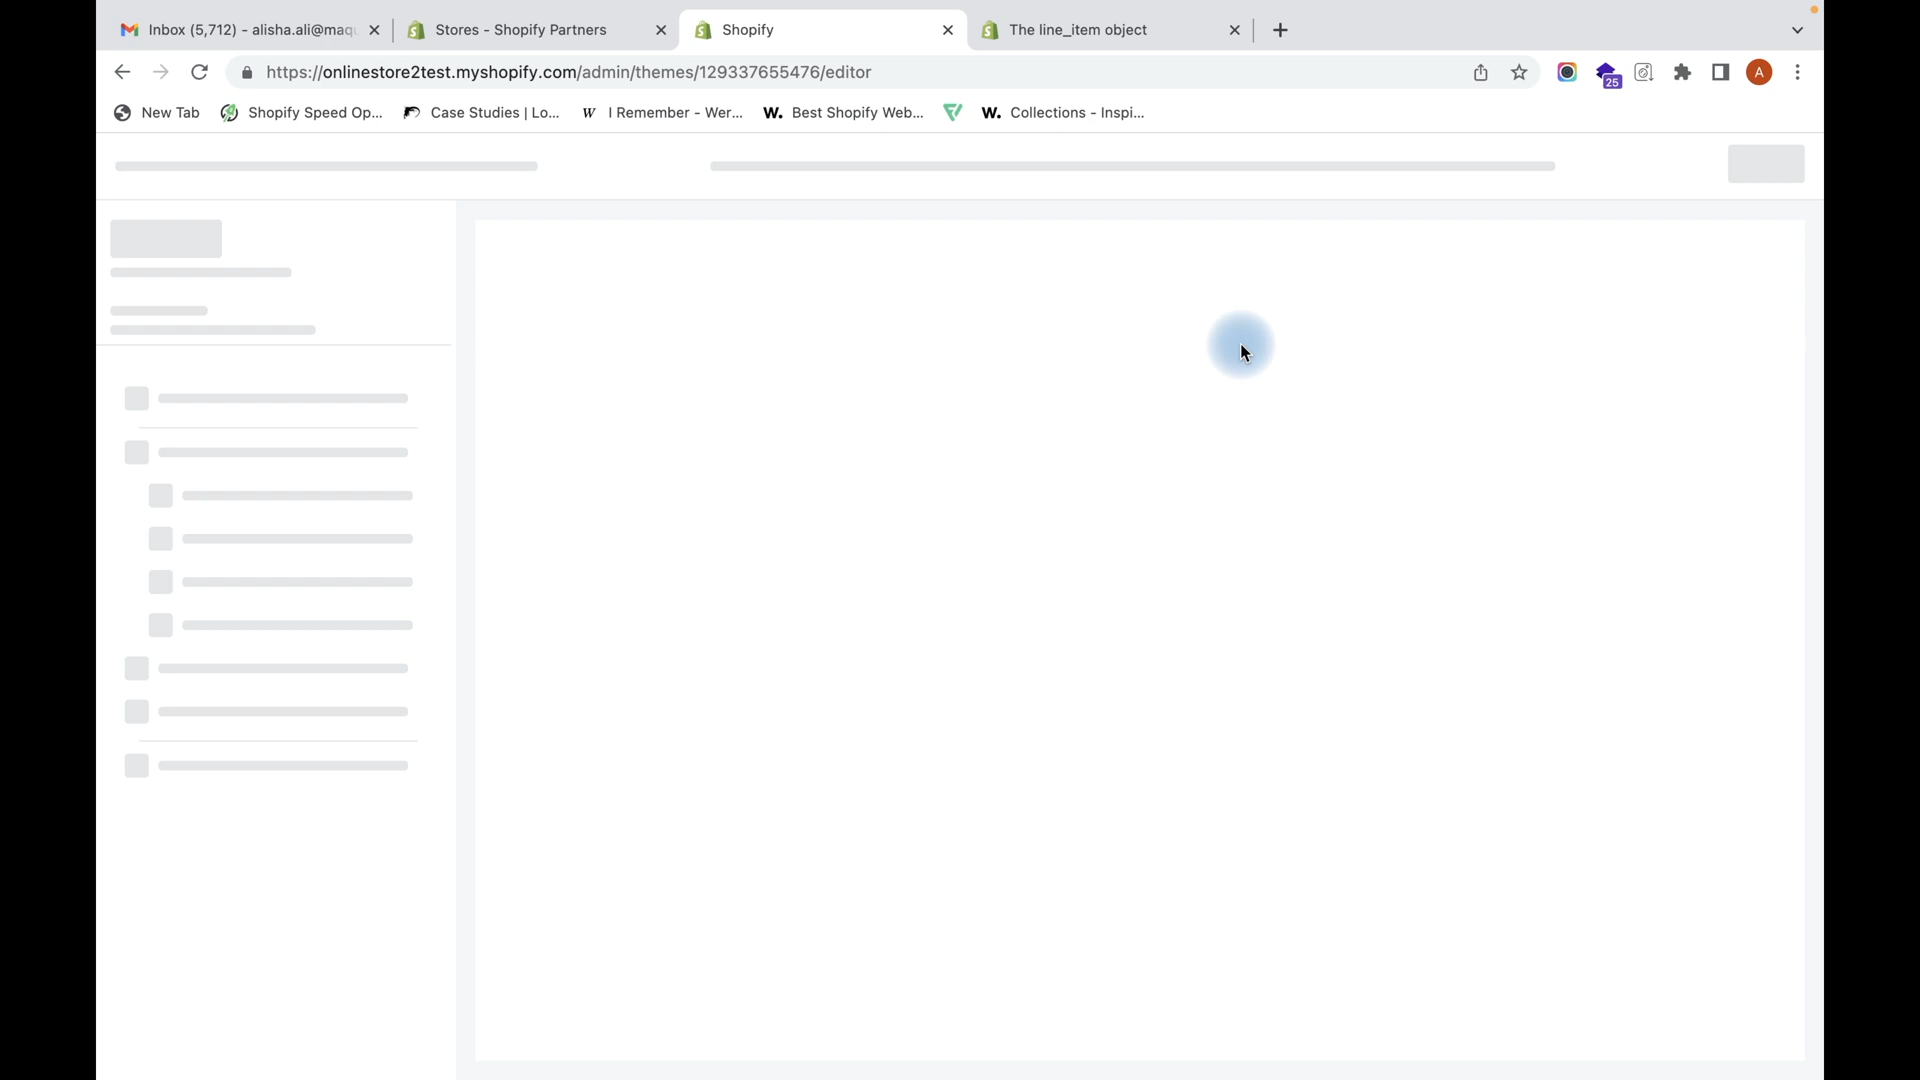 Inbox (5,712) - alisha.ali@maqu
Stores - Shopify Partners
Shopify
The line_item object
https://onlinestore2test.myshopify.com/admin/themes/129337655476/editor
25
A
New Tab
Shopify Speed Op...
Case Studies | Lo...
W
I Remember - Wer...
W.
Best Shopify Web...
W.
Collections - Inspi...